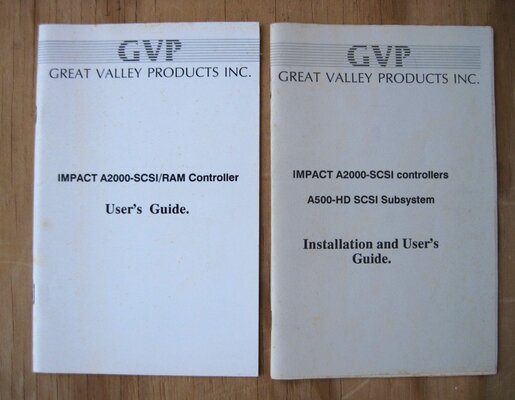 GVP
GREAT VALLEY PRODUCTS INC.
IMPACT A2000-SCSI/RAM Controller
User's Guide.
GVP
GREAT VALLEY PRODUCTS INC.
IMPACT A2000-SCSI controllers
A500-HD SCSI Subsystem
Installation and User's
Guide.